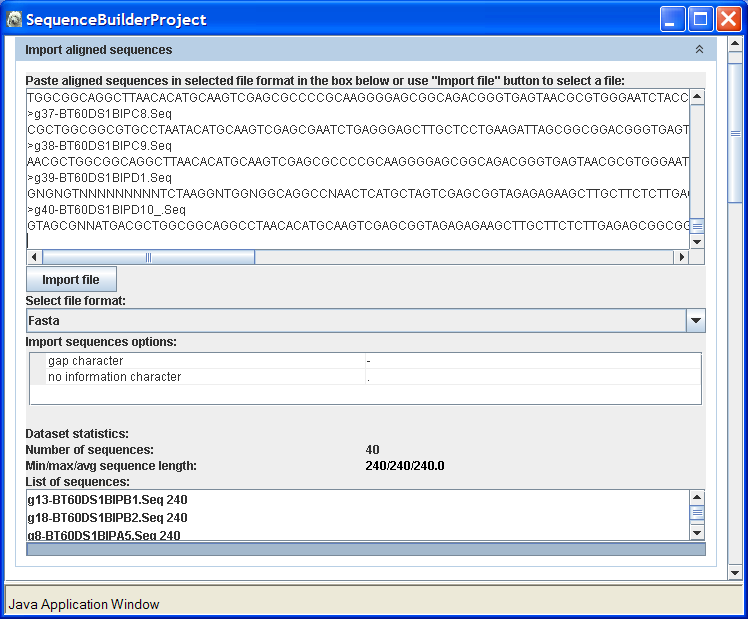 SequenceBuilderProject
Import aligned sequences
Paste aligned sequences in selected file format in the box below or use "Import file" button to select a file:
TGGCGGCAGGCTTAACACATGCAAGTCGAGCGCCCCGCAAGGGGAGCGGCAGACGGGTGAGTAACGCGTGGGAATCTACC
>g37-BT60DS1BIPC8.Seq
CGCTGGCGGCGTGCCTAATACATGCAAGTCGAGCGAATCTGAGGGAGCTTGCTCCTGAAGATTAGCGGCGGACGGGTGAGT
>g38-BT60DS1BIPC9.Seq
AACGCTGGCGGCAGGCTTAACACATGCAAGTCGAGCGCCCCGCAAGGGGAGCGGCAGACGGGTGAGTAACGCGTGGGAAT
>g39-BT60DS1BIPD1.Seq
GNGNGTNNNNNNNNNTCTAAGGNTGGNGGCAGGCCNAACTCATGCTAGTCGAGCGGTAGAGAGAAGCTTGCTTCTCTTGAG
>g40-BT60DS1BIPD10_.Seq
GTAGCGNNATGACGCTGGCGGCAGGCCTAACACATGCAAGTCGAGCGGTAGAGAGAAGCTTGCTTCTCTTGAGAGCGGCGG
Import file
Select file format:
Fasta
Import sequences options:
gap character -
no information character .
Dataset statistics:
Number of sequences: 40
Min/max/avg sequence length: 240/240/240.0
List of sequences:
g13-BT60DS1BIPB1.Seq 240
g18-BT60DS1BIPB2.Seq 240
g8-BT60DS1BIPA5.Seq 240
Java Application Window